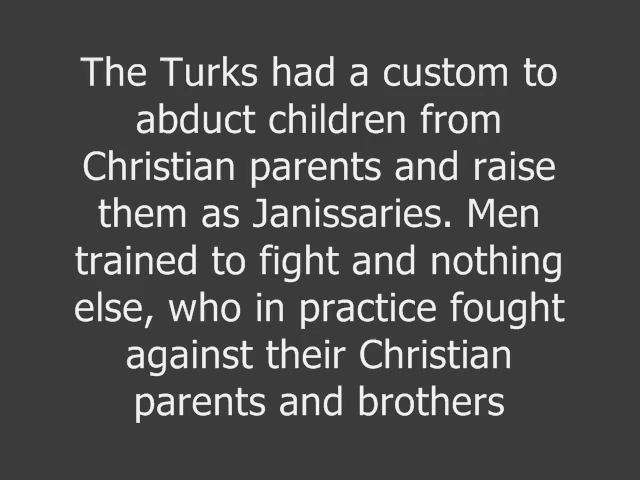 The Turks had a custom to
abduct children from
Christian parents and raise
them as Janissaries. Men
trained to fight and nothing
else, who in practice fought
against their Christian
parents and brothers